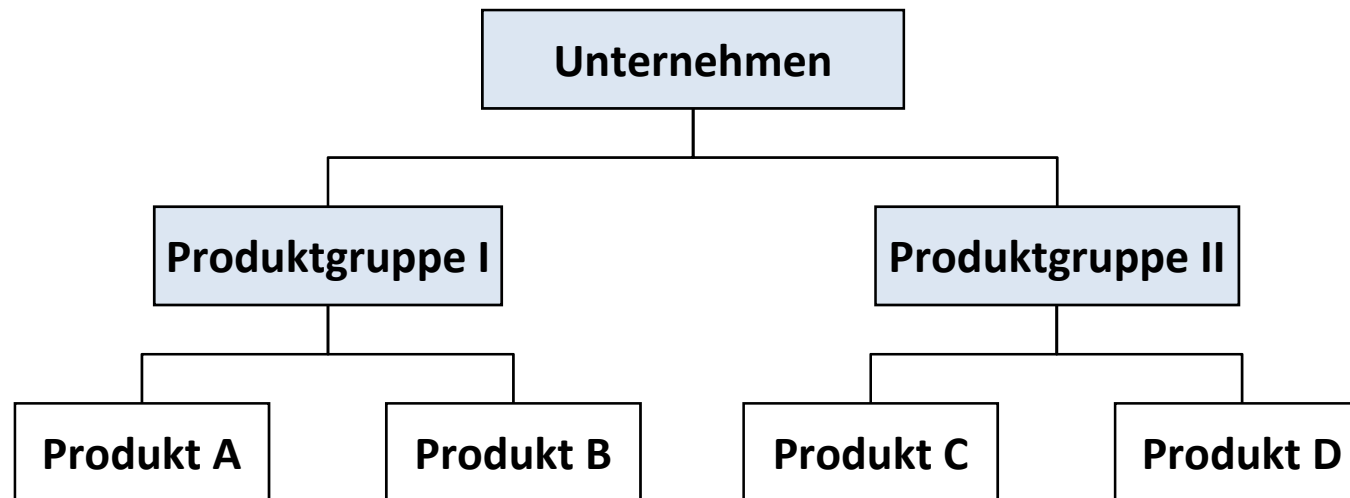 Unternehmen
Produktgruppe I
Produktgruppe II
Produkt A
Produkt B
Produkt C
Produkt D